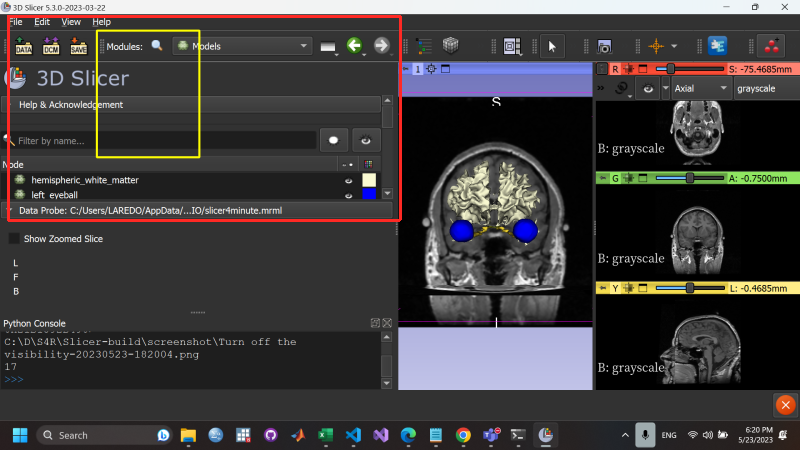 3D Slicer 5.3.0-2023-03-22
File Edit View Help
DATA DCM SAVE Modules: Models
3D Slicer
Help & Acknowledgement
Filter by name...
Node
hemispheric_white_matter
left_eyeball
Data Probe: C:/Users/LAREDO/AppData/...IO/slicer4minute.mrml
Show Zoomed Slice
L
F
B
Python Console
C:\D\S4R\Slicer-build\screenshot\Turn off the
visibility-20230523-182004.png
17
>>>
1
S
R S: -75.4685mm
Axial grayscale
B: grayscale
G A: -0.7500mm
B: grayscale
Y L: -0.4685mm
B: grayscale
Search
ENG
6:20 PM
5/23/2023